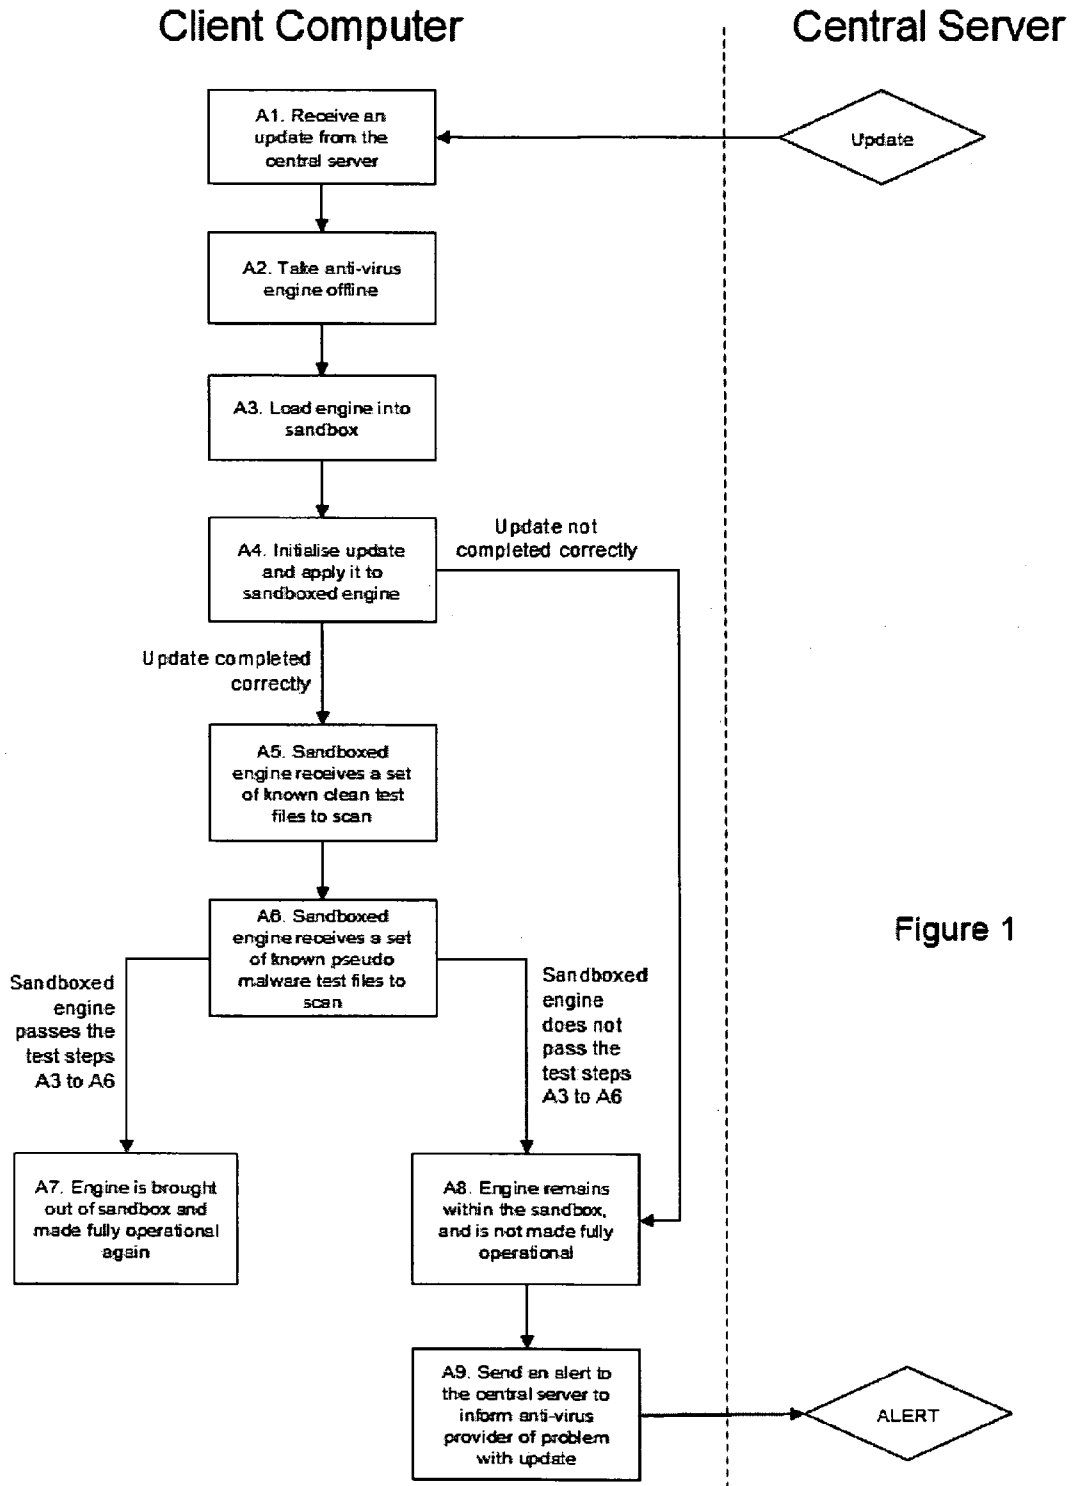 Client Computer
Central Server
A1. Receive an
update from the
central server
Update
A2. Take anti-virus
engine offline
A3. Load engine into
sandbox
A4. Initialise update
and apply it to
sandboxed engine
Update not
completed correctly
Update completed
correctly
A5. Sandboxed
engine receives a set
of known clean test
files to scan
A6. Sandboxed
engine receives a set
of known pseudo
malware test files to
scan
Figure 1
Sandboxed
engine
passes the
test steps
A3 to A6
Sandboxed
engine
does not
pass the
test steps
A3 to A6
A7. Engine is brought
out of sandbox and
made fully operational
again
A8. Engine remains
within the sandbox,
and is not made fully
operational
A9. Send an alert to
the central server to
inform anti-virus
provider of problem
with update
ALERT